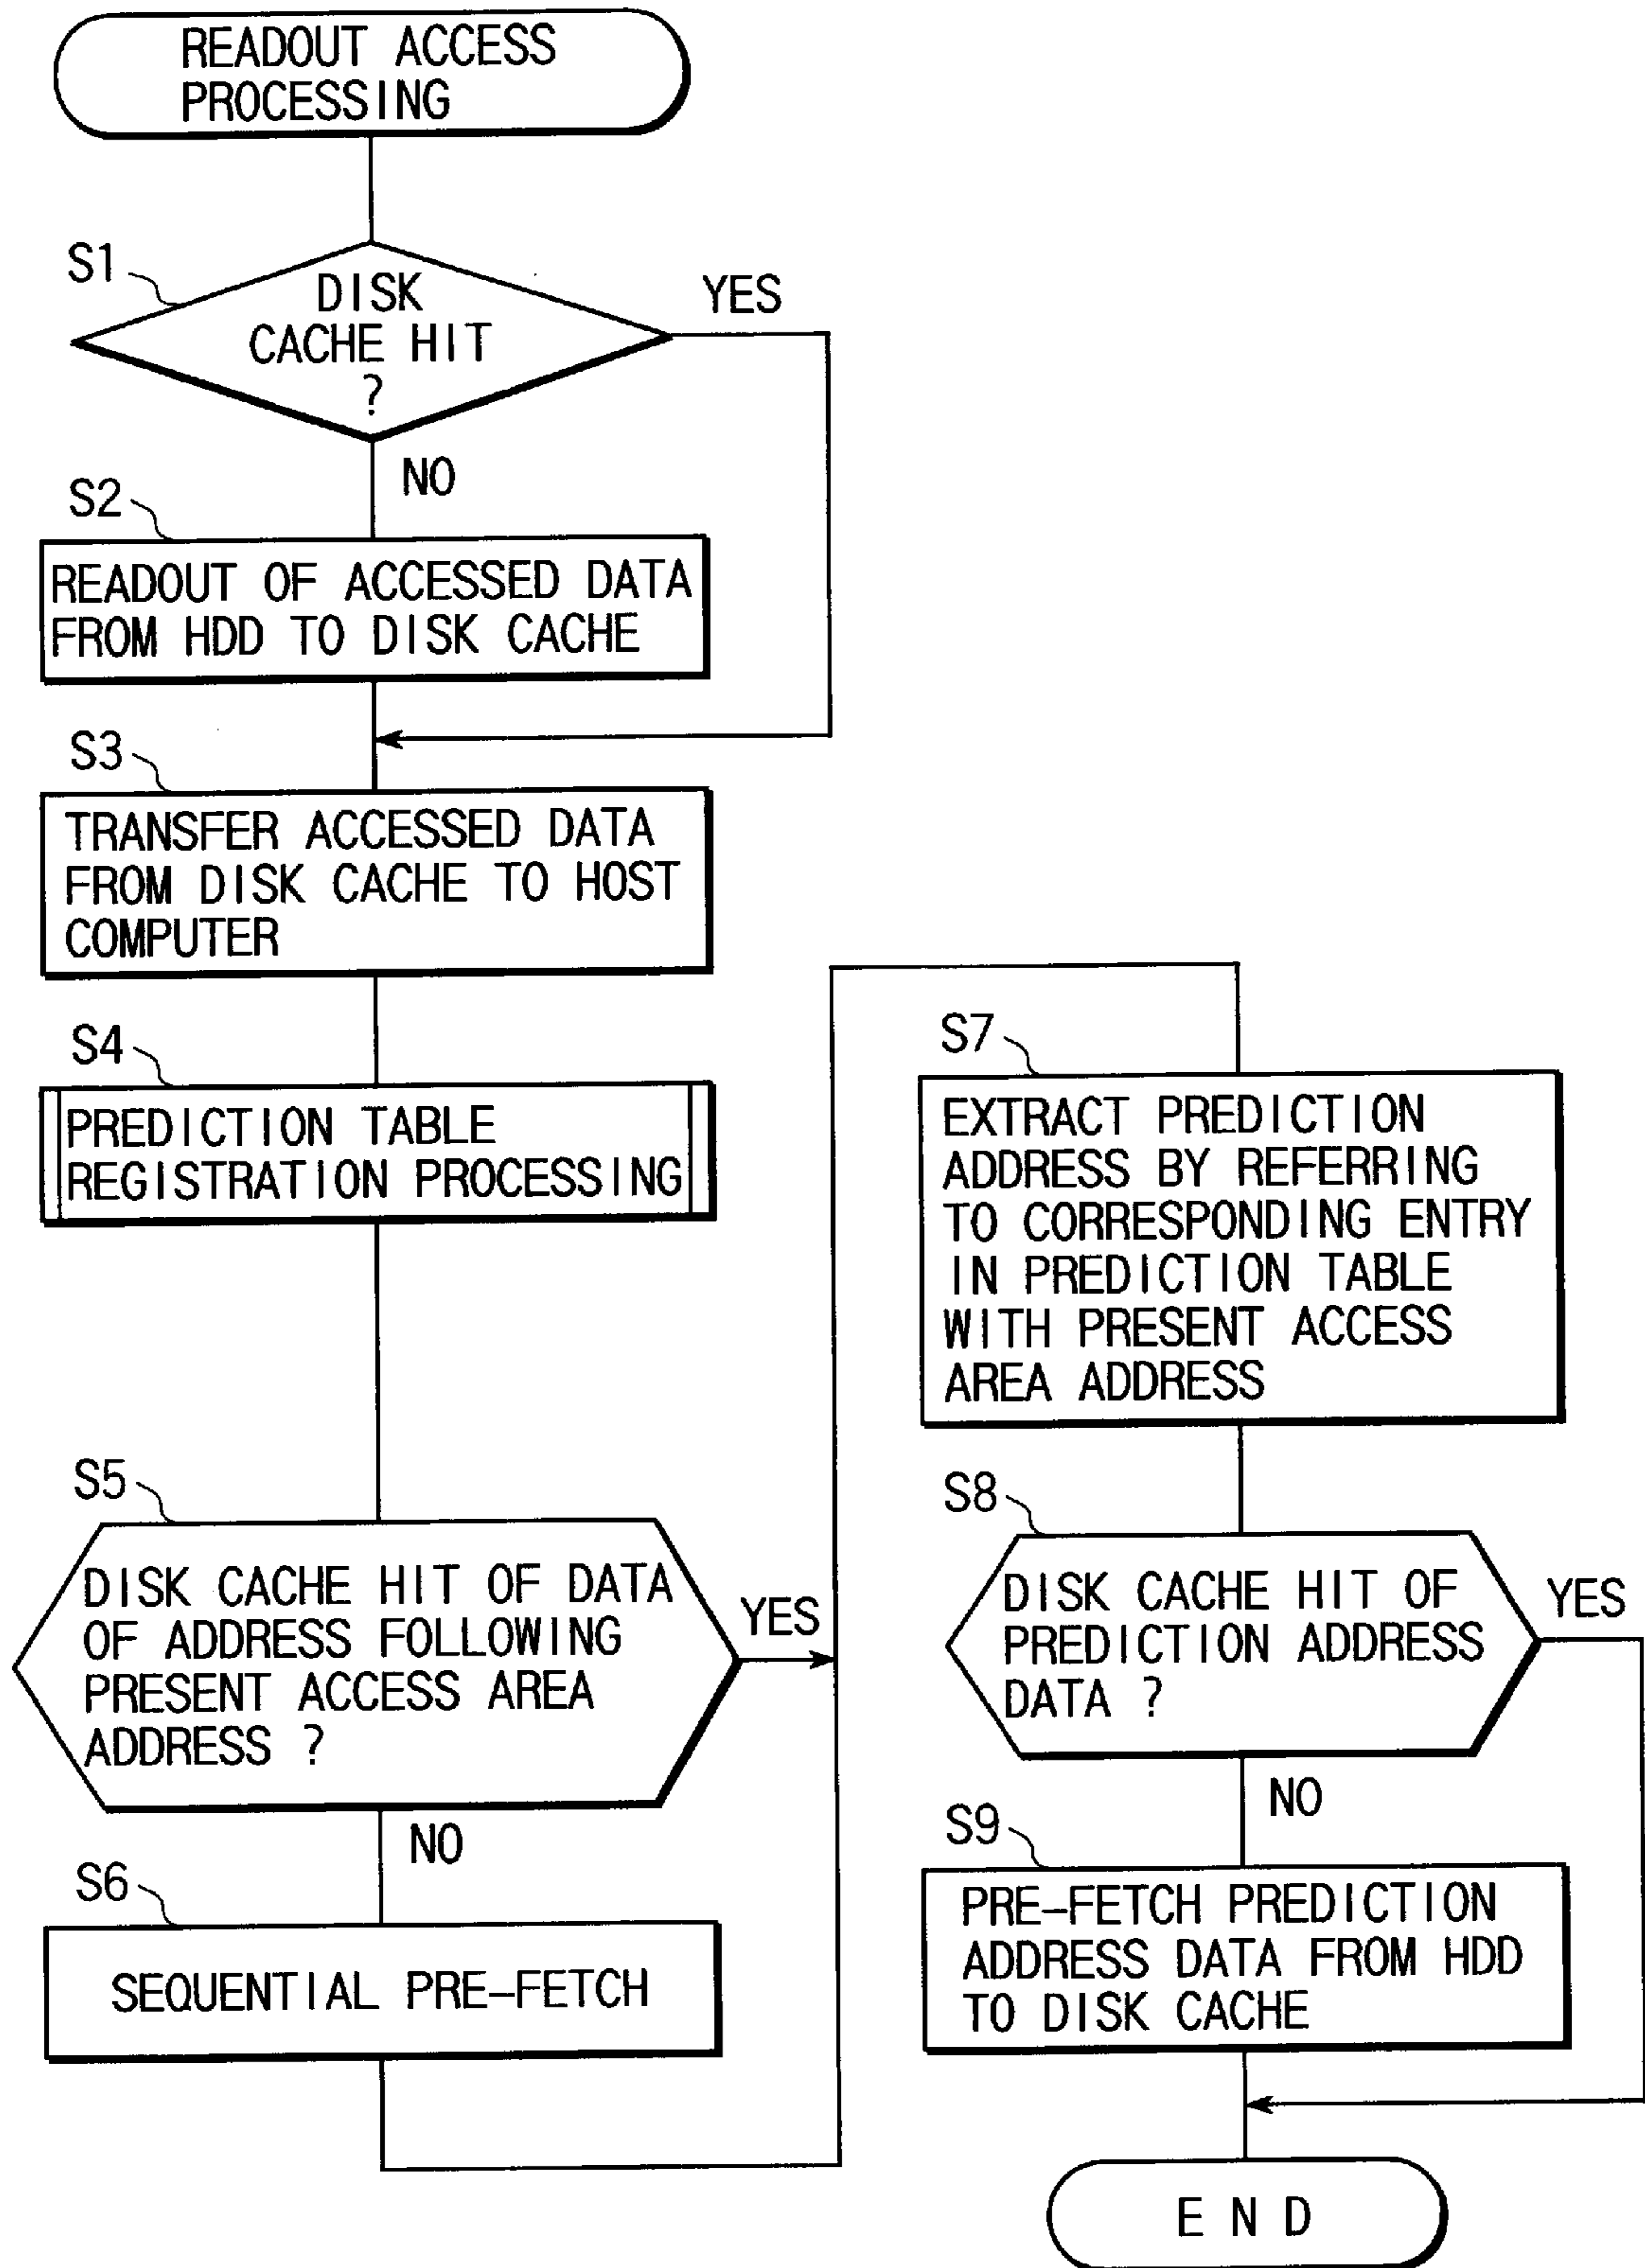 READOUT ACCESS
PROCESSING
S1
DISK
CACHE HIT
?
YES
NO
S2
READOUT OF ACCESSED DATA
FROM HDD TO DISK CACHE
S3
TRANSFER ACCESSED DATA
FROM DISK CACHE TO HOST
COMPUTER
S4
PREDICTION TABLE
REGISTRATION PROCESSING
S5
DISK CACHE HIT OF DATA
OF ADDRESS FOLLOWING
PRESENT ACCESS AREA
ADDRESS ?
YES
NO
S6
SEQUENTIAL PRE-FETCH
S7
EXTRACT PREDICTION
ADDRESS BY REFERRING
TO CORRESPONDING ENTRY
IN PREDICTION TABLE
WITH PRESENT ACCESS
AREA ADDRESS
S8
DISK CACHE HIT OF
PREDICTION ADDRESS
DATA ?
YES
NO
S9
PRE-FETCH PREDICTION
ADDRESS DATA FROM HDD
TO DISK CACHE
END